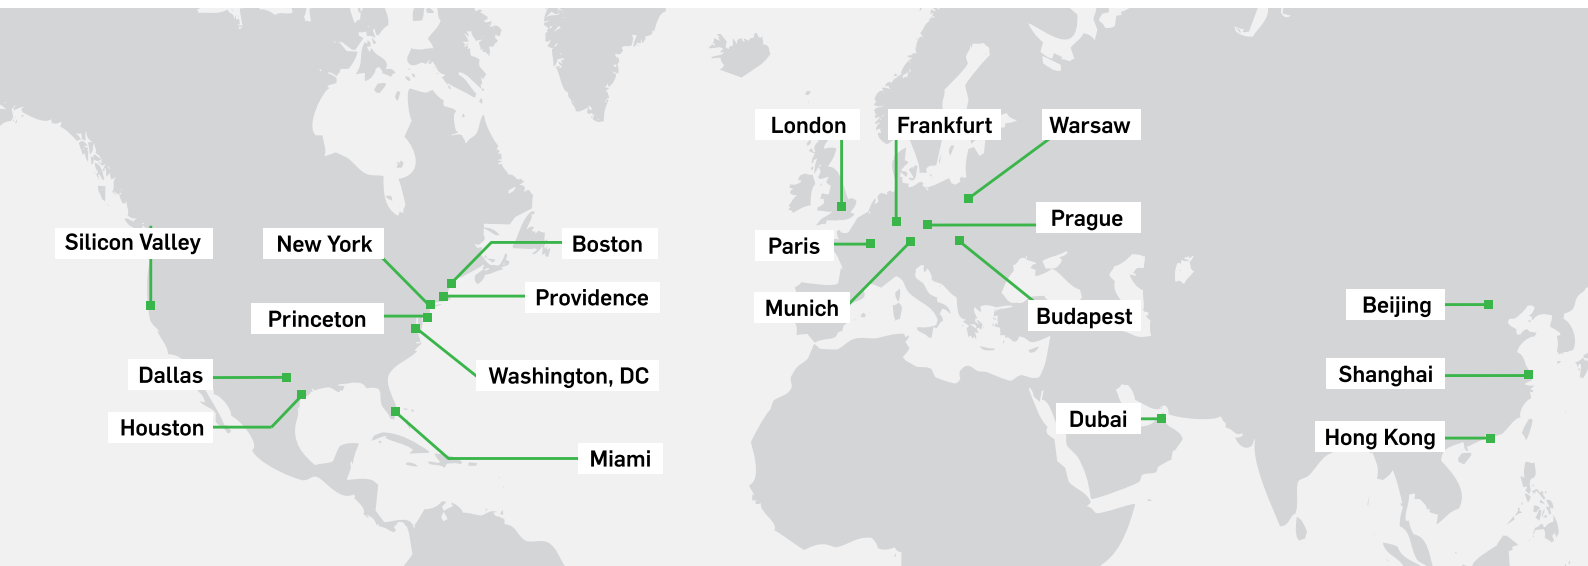 London
Frankfurt
Warsaw
Prague
Silicon Valley
New York
Boston
Paris
Providence
Munich
Budapest
Beijing
Princeton
Dallas
Washington, DC
Shanghai
Dubai
Houston
Hong Kong
Miami